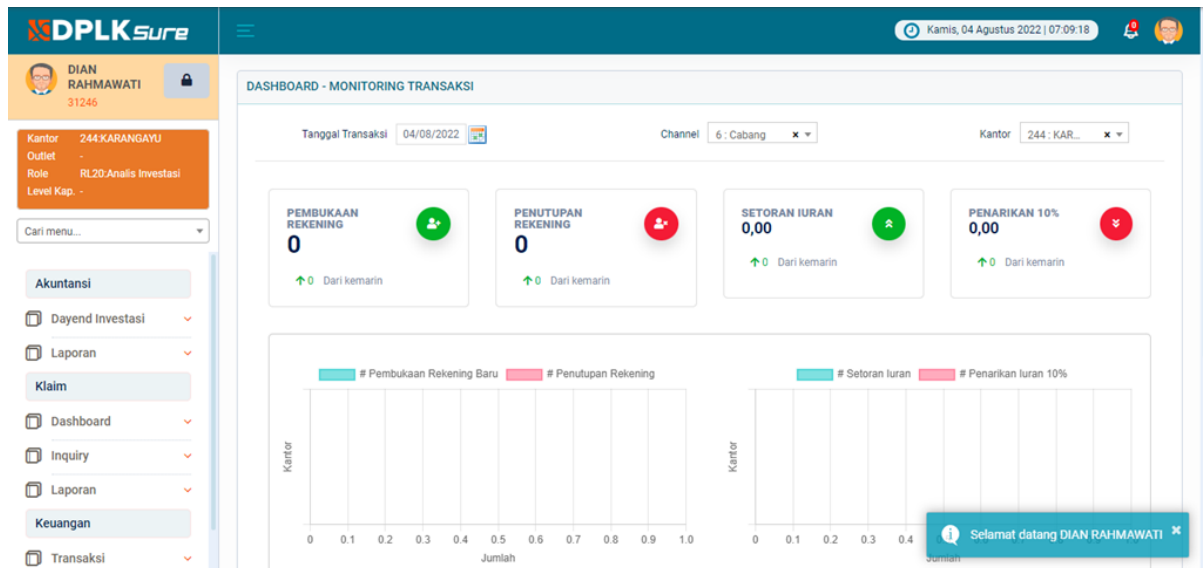 DPLKSure
Kamis, 04 Agustus 2022 | 07:09:18
DIAN
RAHMAWATI
31246
Kantor 244:KARANGAYU
Outlet -
Role RL20:Analis Investasi
Level Kap. -
Cari menu...
Akuntansi
Dayend Investasi
Laporan
Klaim
Dashboard
Inquiry
Laporan
Keuangan
Transaksi
DASHBOARD - MONITORING TRANSAKSI
Tanggal Transaksi 04/08/2022
Channel 6 : Cabang x
Kantor 244 : KAR... x
PEMBUKAAN
REKENING
0
0 Dari kemarin
PENUTUPAN
REKENING
0
0 Dari kemarin
SETORAN IURAN
0,00
0 Dari kemarin
PENARIKAN 10%
0,00
0 Dari kemarin
# Pembukaan Rekening Baru # Penutupan Rekening
Kantor
0 0.1 0.2 0.3 0.4 0.5 0.6 0.7 0.8 0.9 1.0
Jumlah
# Setoran Iuran # Penarikan Iuran 10%
Kantor
0 0.1 0.2 0.3 0.4
Jumlah
Selamat datang DIAN RAHMAWATI ×